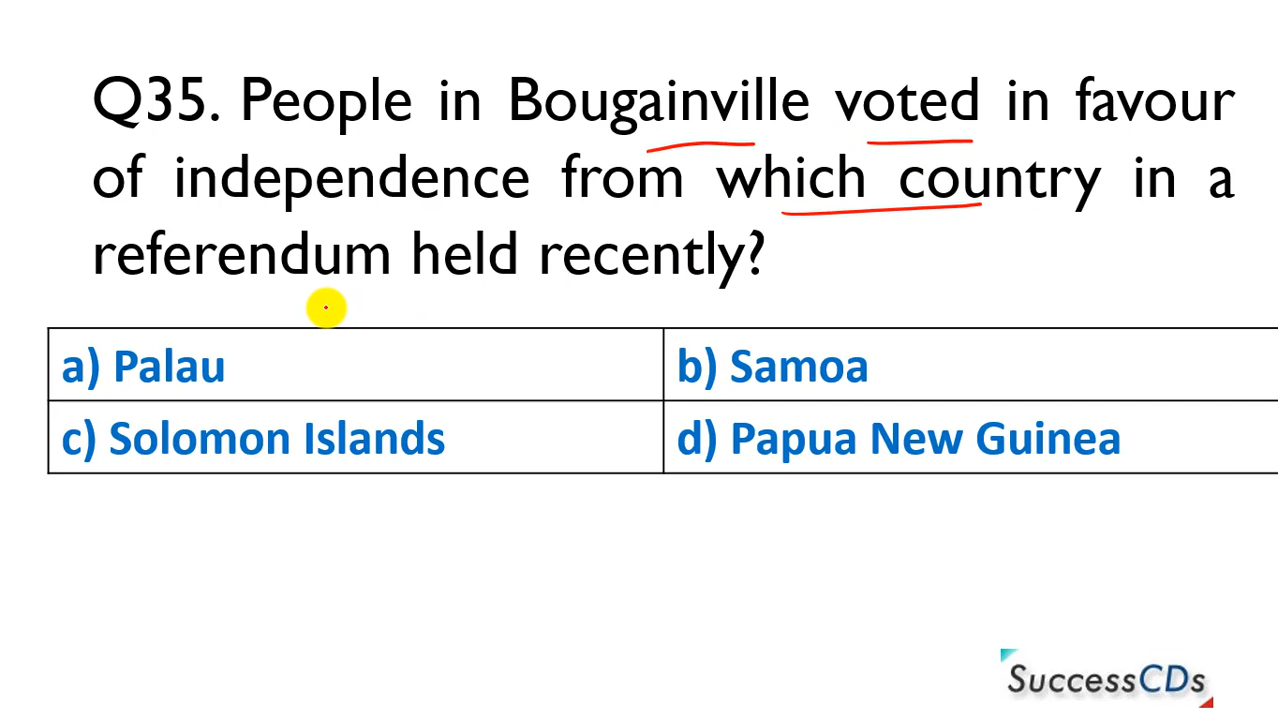 Q35. People in Bougainville voted in favour
of independence from which country in a
referendum held recently?
a) Palau
b) Samoa
c) Solomon Islands
d) Papua New Guinea
SuccessCDs